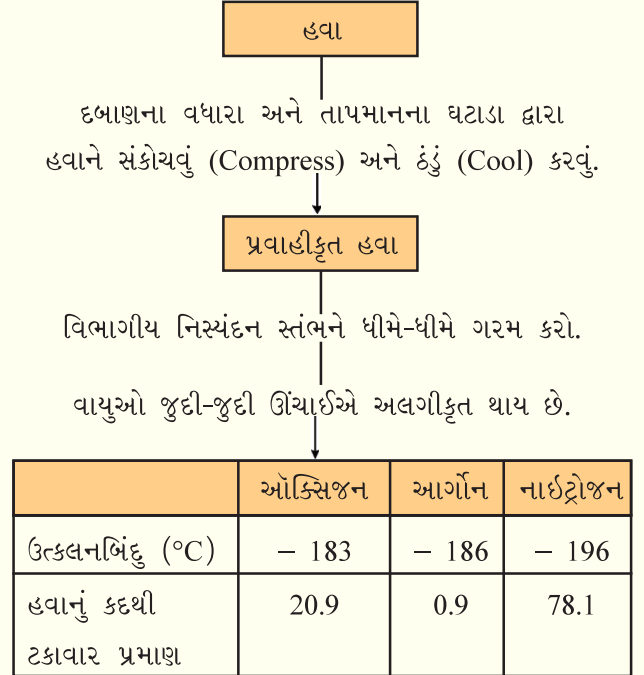 હવા
દબાણના વધારા અને તાપમાનના ઘટાડા દ્વારા
હવાને સંકોચવું (Compress) અને ઠંડું (Cool) કરવું.
પ્રવાહીકૃત હવા
વિભાગીય નિસ્યંદન સ્તંભને ધીમે-ધીમે ગરમ કરો.
વાયુઓ જુદી-જુદી ઊંચાઈએ અલગીકૃત થાય છે.
ઑક્સિજન આર્ગોન નાઇટ્રોજન
ઉત્કલનબિંદુ (°C) – 183 – 186 – 196
હવાનું કદથી 20.9 0.9 78.1
ટકાવાર પ્રમાણ